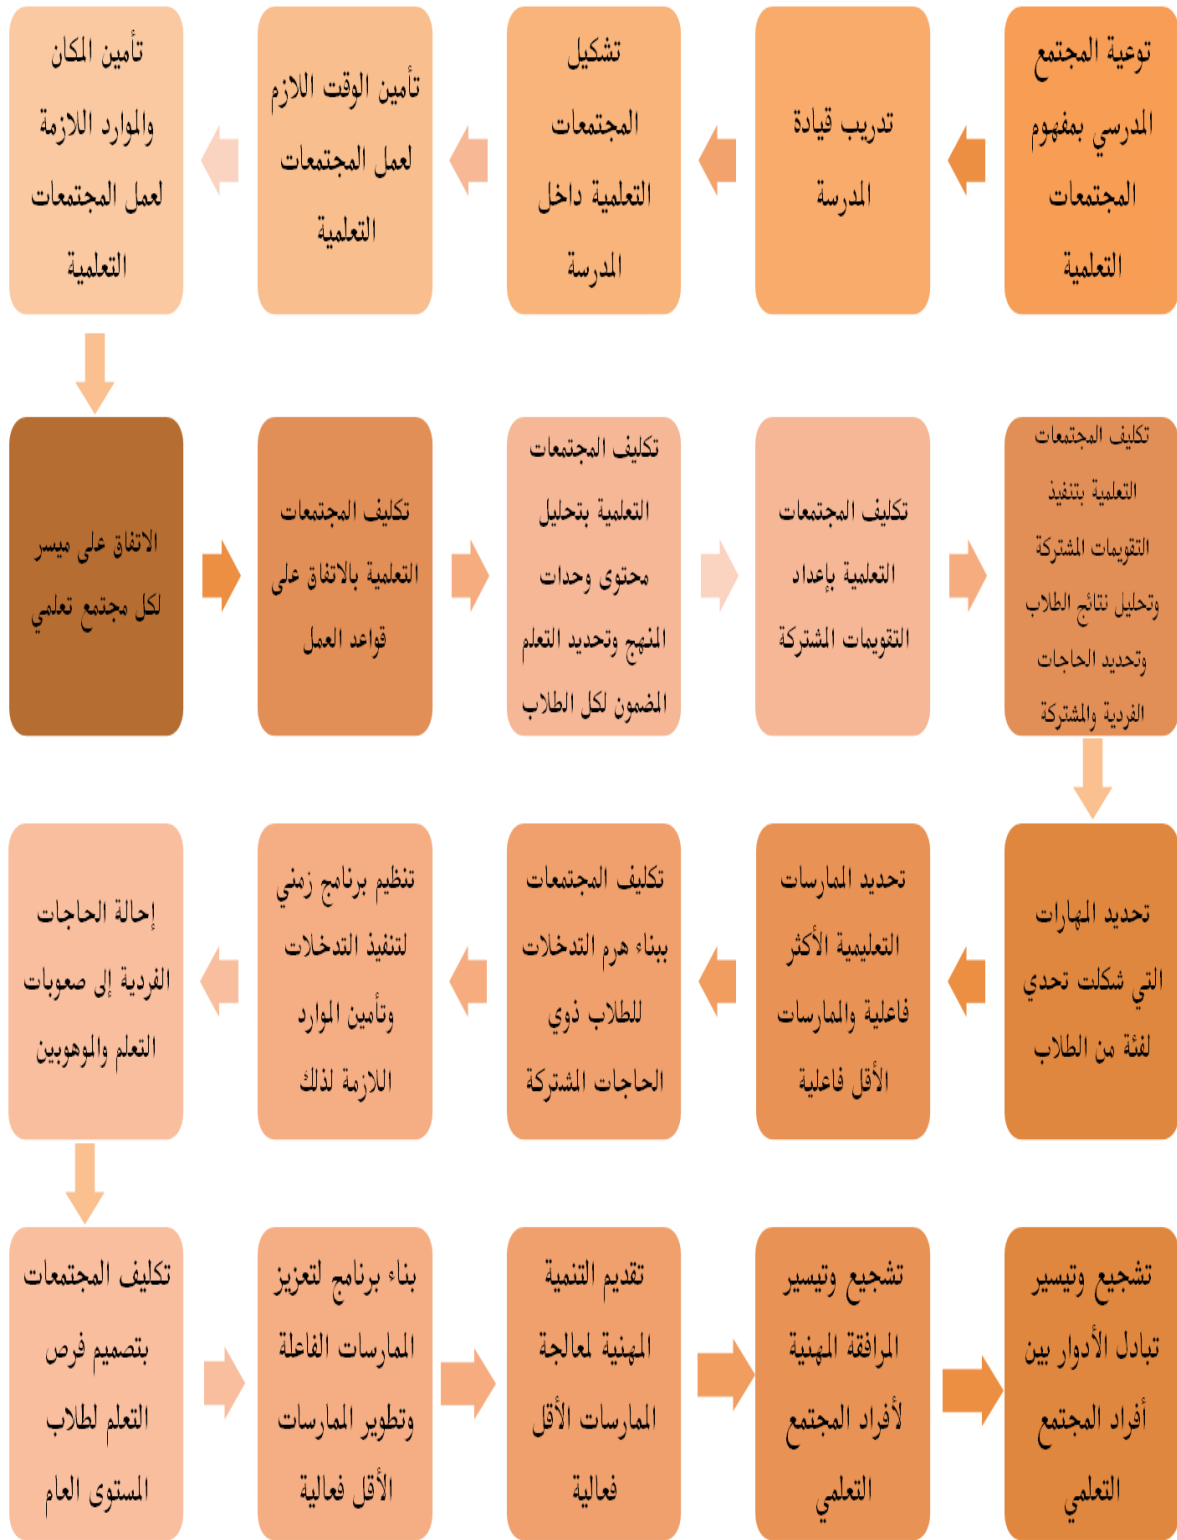 توعية المجتمع
المدرسي بمفهوم
المجتمعات
التعلمية
تدريب قيادة
المدرسة
تشكيل
المجتمعات
التعلمية داخل
المدرسة
تأمين الوقت اللازم
لعمل المجتمعات
التعلمية
تأمين المكان
والموارد اللازمة
لعمل المجتمعات
التعلمية
الاتفاق على ميسر
لكل مجتمع تعلمي
تكليف المجتمعات
التعلمية بالاتفاق على
قواعد العمل
تكليف المجتمعات
التعلمية بتحليل
محتوى وحدات
المنهج وتحديد التعلم
المضمون لكل الطلاب
تكليف المجتمعات
التعلمية بإعداد
التقويمات المشتركة
تكليف المجتمعات
التعلمية بتنفيذ
التقويمات المشتركة
وتحليل نتائج الطلاب
وتحديد الحاجات
الفردية والمشتركة
تحديد المهارات
التي شكلت تحدي
لفئة من الطلاب
تحديد الممارسات
التعليمية الأكثر
فاعلية والممارسات
الأقل فاعلية
تكليف المجتمعات
ببناء هرم التدخلات
للطلاب ذوي
الحاجات المشتركة
تنظيم برنامج زمني
لتنفيذ التدخلات
وتأمين الموارد
اللازمة لذلك
إحالة الحاجات
الفردية إلى صعوبات
التعلم والموهوبين
تكليف المجتمعات
بتصميم فرص
التعلم لطلاب
المستوى العام
بناء برنامج لتعزيز
الممارسات الفاعلة
وتطوير الممارسات
الأقل فعالية
تقديم التنمية
المهنية لمعالجة
الممارسات الأقل
فعالية
تشجيع وتيسير
المرافقة المهنية
لأفراد المجتمع
التعلمي
تشجيع وتيسير
تبادل الأدوار بين
أفراد المجتمع
التعلمي